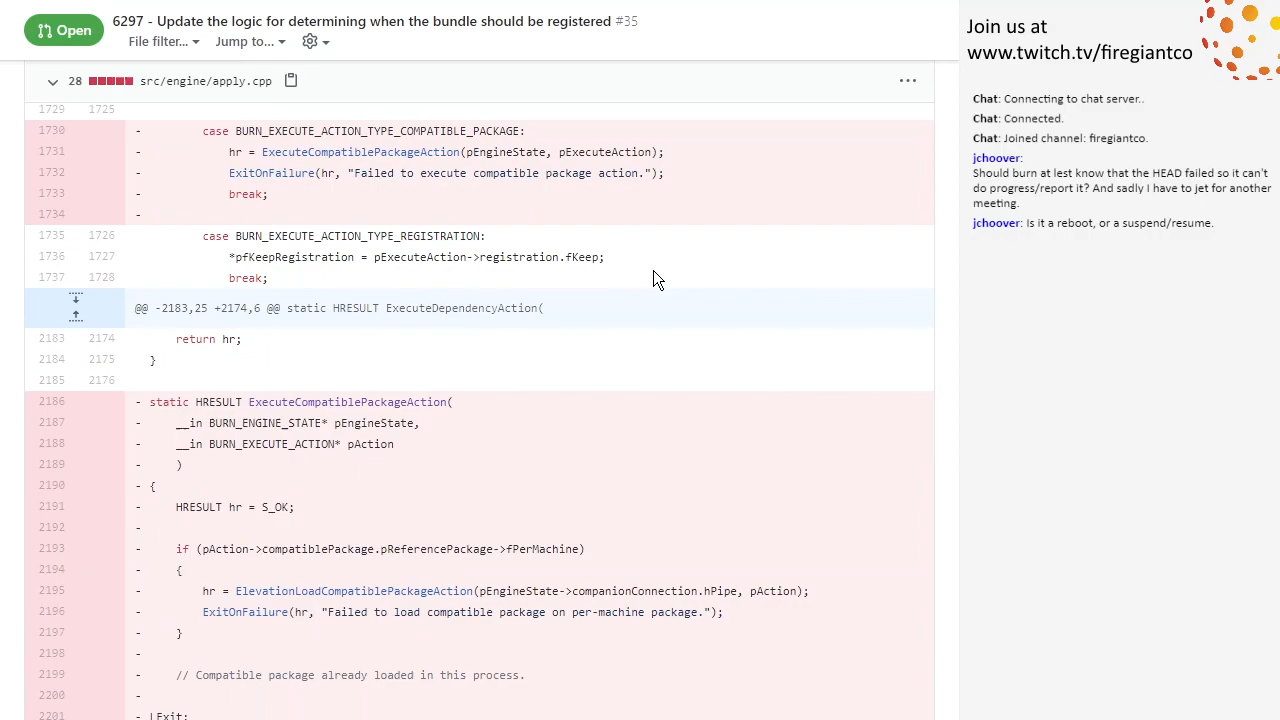 Open
6297 - Update the logic for determining when the bundle should be registered #35
File filter... Jump to...
28 src/engine/apply.cpp
1729 1725
1730 - case BURN_EXECUTE_ACTION_TYPE_COMPATIBLE_PACKAGE:
1731 - hr = ExecuteCompatiblePackageAction(pEngineState, pExecuteAction);
1732 - ExitOnFailure(hr, "Failed to execute compatible package action.");
1733 - break;
1734 -
1735 1726 case BURN_EXECUTE_ACTION_TYPE_REGISTRATION:
1736 1727 *pfKeepRegistration = pExecuteAction->registration.fKeep;
1737 1728 break;
@@ -2183,25 +2174,6 @@ static HRESULT ExecuteDependencyAction(
2183 2174 return hr;
2184 2175 }
2185 2176
2186 - static HRESULT ExecuteCompatiblePackageAction(
2187 - __in BURN_ENGINE_STATE* pEngineState,
2188 - __in BURN_EXECUTE_ACTION* pAction
2189 - )
2190 - {
2191 - HRESULT hr = S_OK;
2192 -
2193 - if (pAction->compatiblePackage.pReferencePackage->fPerMachine)
2194 - {
2195 - hr = ElevationLoadCompatiblePackageAction(pEngineState->companionConnection.hPipe, pAction);
2196 - ExitOnFailure(hr, "Failed to load compatible package on per-machine package.");
2197 - }
2198 -
2199 - // Compatible package already loaded in this process.
2200 -
2201 - LExit:
Join us at
www.twitch.tv/firegiantco
Chat: Connecting to chat server..
Chat: Connected.
Chat: Joined channel: firegiantco.
jchoover:
Should burn at lest know that the HEAD failed so it can't
do progress/report it? And sadly I have to jet for another
meeting.
jchoover: Is it a reboot, or a suspend/resume.